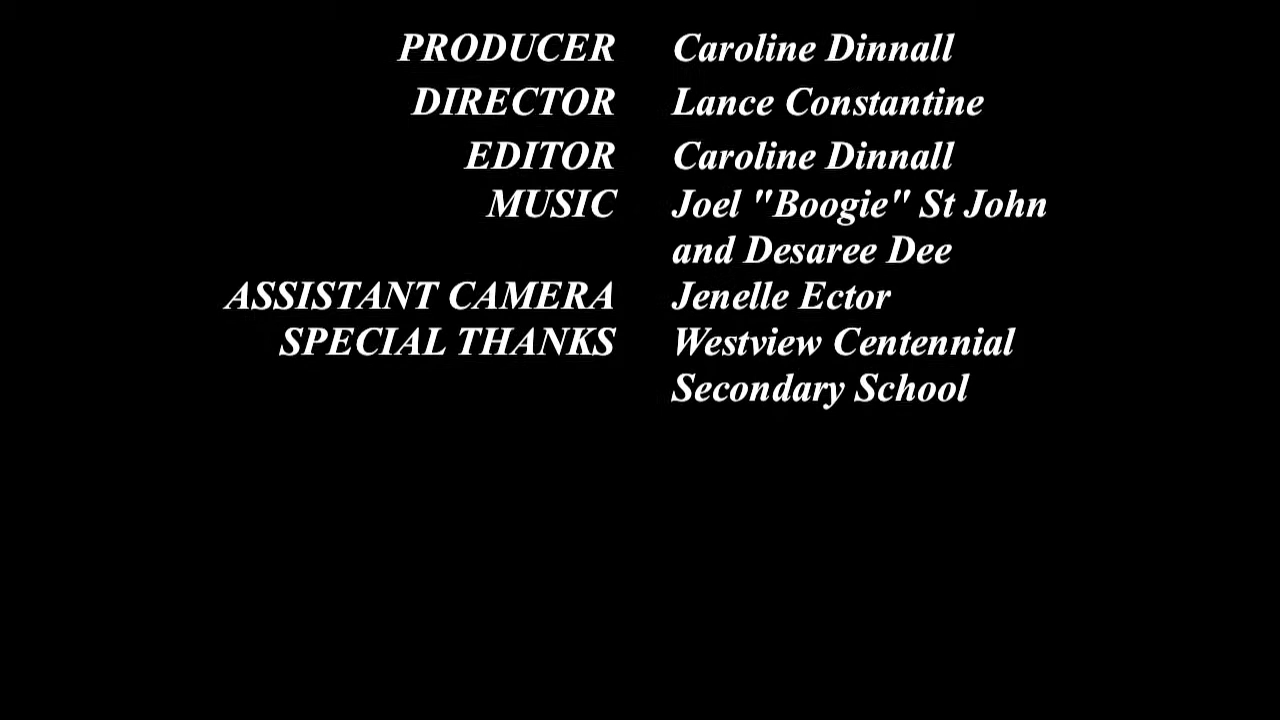 PRODUCER Caroline Dinnall
DIRECTOR Lance Constantine
EDITOR Caroline Dinnall
MUSIC Joel "Boogie" St John
and Desaree Dee
ASSISTANT CAMERA Jenelle Ector
SPECIAL THANKS Westview Centennial
Secondary School